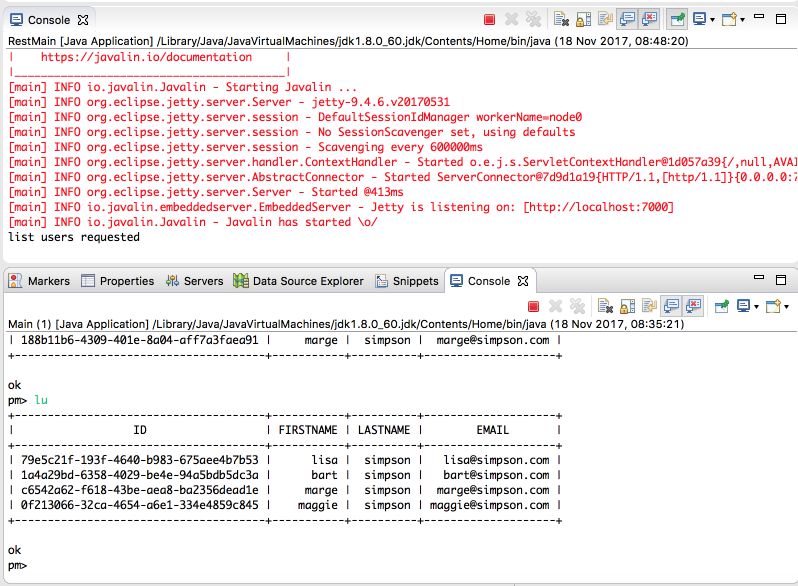 Console
RestMain [Java Application] /Library/Java/JavaVirtualMachines/jdk1.8.0_60.jdk/Contents/Home/bin/java (18 Nov 2017, 08:48:20)
|    https://javalin.io/documentation     |
|_________________________________________|
[main] INFO io.javalin.Javalin - Starting Javalin ...
[main] INFO org.eclipse.jetty.server.Server - jetty-9.4.6.v20170531
[main] INFO org.eclipse.jetty.server.session - DefaultSessionIdManager workerName=node0
[main] INFO org.eclipse.jetty.server.session - No SessionScavenger set, using defaults
[main] INFO org.eclipse.jetty.server.session - Scavenging every 600000ms
[main] INFO org.eclipse.jetty.server.handler.ContextHandler - Started o.e.j.s.ServletContextHandler@1d057a39{/,null,AVAI
[main] INFO org.eclipse.jetty.server.AbstractConnector - Started ServerConnector@7d9d1a19{HTTP/1.1,[http/1.1]}{0.0.0.0:7
[main] INFO org.eclipse.jetty.server.Server - Started @413ms
[main] INFO io.javalin.embeddedserver.EmbeddedServer - Jetty is listening on: [http://localhost:7000]
[main] INFO io.javalin.Javalin - Javalin has started \o/
list users requested
Markers Properties Servers Data Source Explorer Snippets Console
Main (1) [Java Application] /Library/Java/JavaVirtualMachines/jdk1.8.0_60.jdk/Contents/Home/bin/java (18 Nov 2017, 08:35:21)
| 188b11b6-4309-401e-8a04-aff7a3faea91 |     marge |  simpson |  marge@simpson.com |
+--------------------------------------+-----------+----------+--------------------+
ok
pm> lu
+--------------------------------------+-----------+----------+--------------------+
|                  ID                  | FIRSTNAME | LASTNAME |       EMAIL        |
+--------------------------------------+-----------+----------+--------------------+
| 79e5c21f-193f-4640-b983-675aee4b7b53 |      lisa |  simpson |   lisa@simpson.com |
| 1a4a29bd-6358-4029-be4e-94a5bdb5dc3a |      bart |  simpson |   bart@simpson.com |
| c6542a62-f618-43be-aea8-ba2356dead1e |     marge |  simpson |  marge@simpson.com |
| 0f213066-32ca-4654-a6e1-334e4859c845 |    maggie |  simpson | maggie@simpson.com |
+--------------------------------------+-----------+----------+--------------------+
ok
pm>